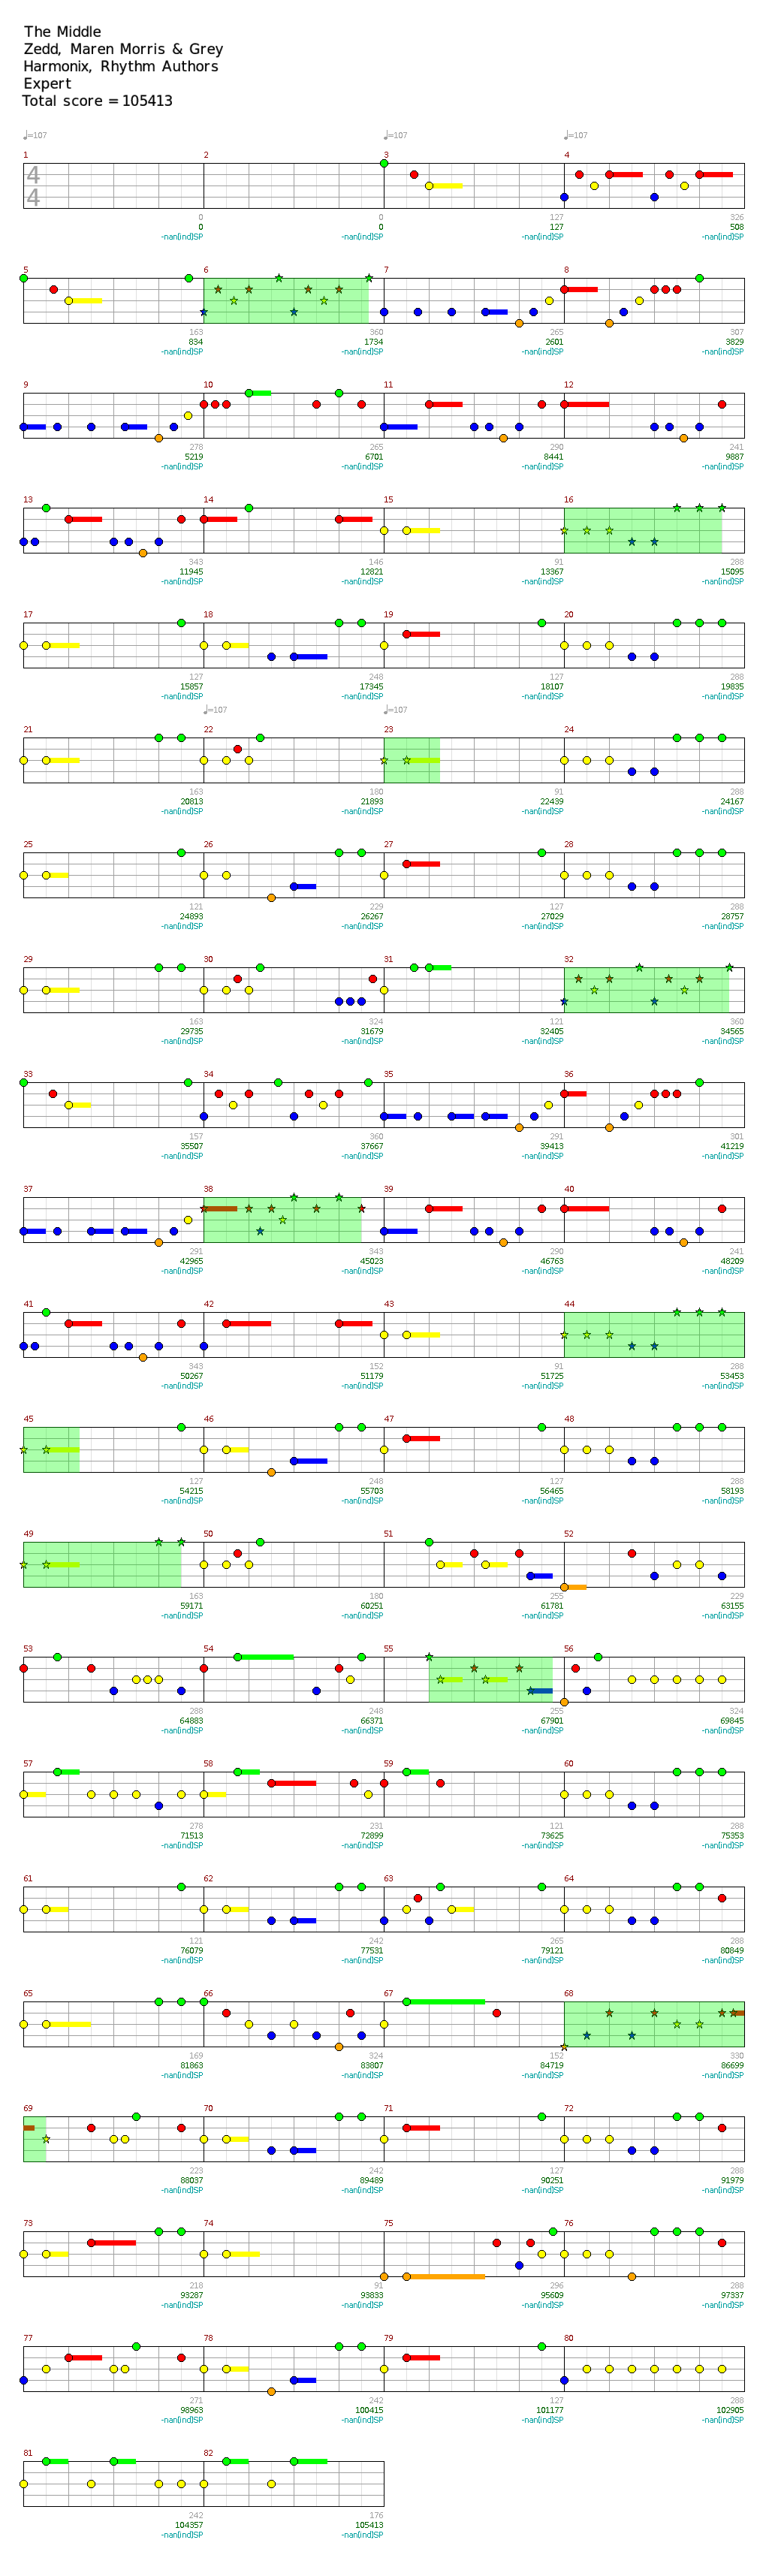 The Middle
Zedd, Maren Morris & Grey
Harmonix, Rhythm Authors
Expert
Total score = 105413
♩=107 ♩=107 ♩=107
1 2 3 4
4
4
0 0 127 326
0 0 127 508
-nan(ind)SP -nan(ind)SP -nan(ind)SP -nan(ind)SP
5 6 7 8
163 360 265 307
834 1734 2601 3829
-nan(ind)SP -nan(ind)SP -nan(ind)SP -nan(ind)SP
9 10 11 12
278 265 290 241
5219 6701 8441 9887
-nan(ind)SP -nan(ind)SP -nan(ind)SP -nan(ind)SP
13 14 15 16
343 146 91 288
11945 12821 13367 15095
-nan(ind)SP -nan(ind)SP -nan(ind)SP -nan(ind)SP
17 18 19 20
127 248 127 288
15857 17345 18107 19835
-nan(ind)SP -nan(ind)SP -nan(ind)SP -nan(ind)SP
♩=107 ♩=107
21 22 23 24
163 180 91 288
20813 21893 22439 24167
-nan(ind)SP -nan(ind)SP -nan(ind)SP -nan(ind)SP
25 26 27 28
121 229 127 288
24893 26267 27029 28757
-nan(ind)SP -nan(ind)SP -nan(ind)SP -nan(ind)SP
29 30 31 32
163 324 121 360
29735 31679 32405 34565
-nan(ind)SP -nan(ind)SP -nan(ind)SP -nan(ind)SP
33 34 35 36
157 360 291 301
35507 37667 39413 41219
-nan(ind)SP -nan(ind)SP -nan(ind)SP -nan(ind)SP
37 38 39 40
291 343 290 241
42965 45023 46763 48209
-nan(ind)SP -nan(ind)SP -nan(ind)SP -nan(ind)SP
41 42 43 44
343 152 91 288
50267 51179 51725 53453
-nan(ind)SP -nan(ind)SP -nan(ind)SP -nan(ind)SP
45 46 47 48
127 248 127 288
54215 55703 56465 58193
-nan(ind)SP -nan(ind)SP -nan(ind)SP -nan(ind)SP
49 50 51 52
163 180 255 229
59171 60251 61781 63155
-nan(ind)SP -nan(ind)SP -nan(ind)SP -nan(ind)SP
53 54 55 56
288 248 255 324
64883 66371 67901 69845
-nan(ind)SP -nan(ind)SP -nan(ind)SP -nan(ind)SP
57 58 59 60
278 231 121 288
71513 72899 73625 75353
-nan(ind)SP -nan(ind)SP -nan(ind)SP -nan(ind)SP
61 62 63 64
121 242 265 288
76079 77531 79121 80849
-nan(ind)SP -nan(ind)SP -nan(ind)SP -nan(ind)SP
65 66 67 68
169 324 152 330
81863 83807 84719 86699
-nan(ind)SP -nan(ind)SP -nan(ind)SP -nan(ind)SP
69 70 71 72
223 242 127 288
88037 89489 90251 91979
-nan(ind)SP -nan(ind)SP -nan(ind)SP -nan(ind)SP
73 74 75 76
218 91 296 288
93287 93833 95609 97337
-nan(ind)SP -nan(ind)SP -nan(ind)SP -nan(ind)SP
77 78 79 80
271 242 127 288
98963 100415 101177 102905
-nan(ind)SP -nan(ind)SP -nan(ind)SP -nan(ind)SP
81 82
242 176
104357 105413
-nan(ind)SP -nan(ind)SP